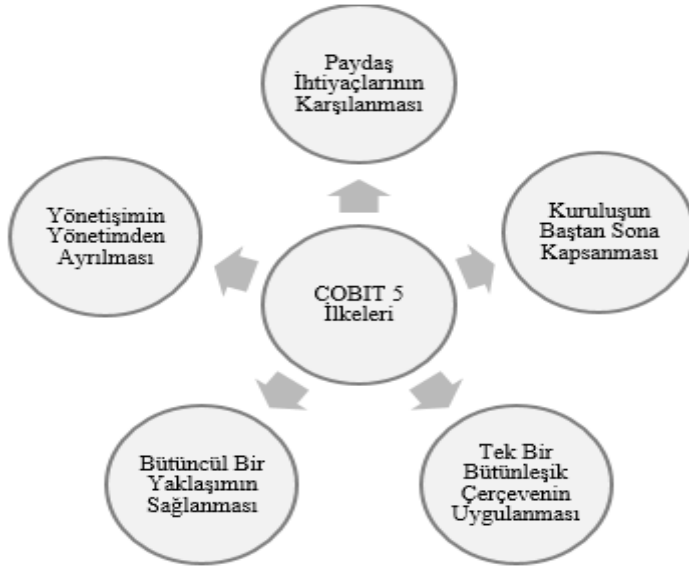 Paydaş
İhtiyaçlarının
Karşılanması
Yönetişimin
Yönetimden
Ayrılması
Kuruluşun
Baştan Sona
Kapsanması
COBIT 5
İlkeleri
Bütüncül Bir
Yaklaşımın
Sağlanması
Tek Bir
Bütünleşik
Çerçevenin
Uygulanması